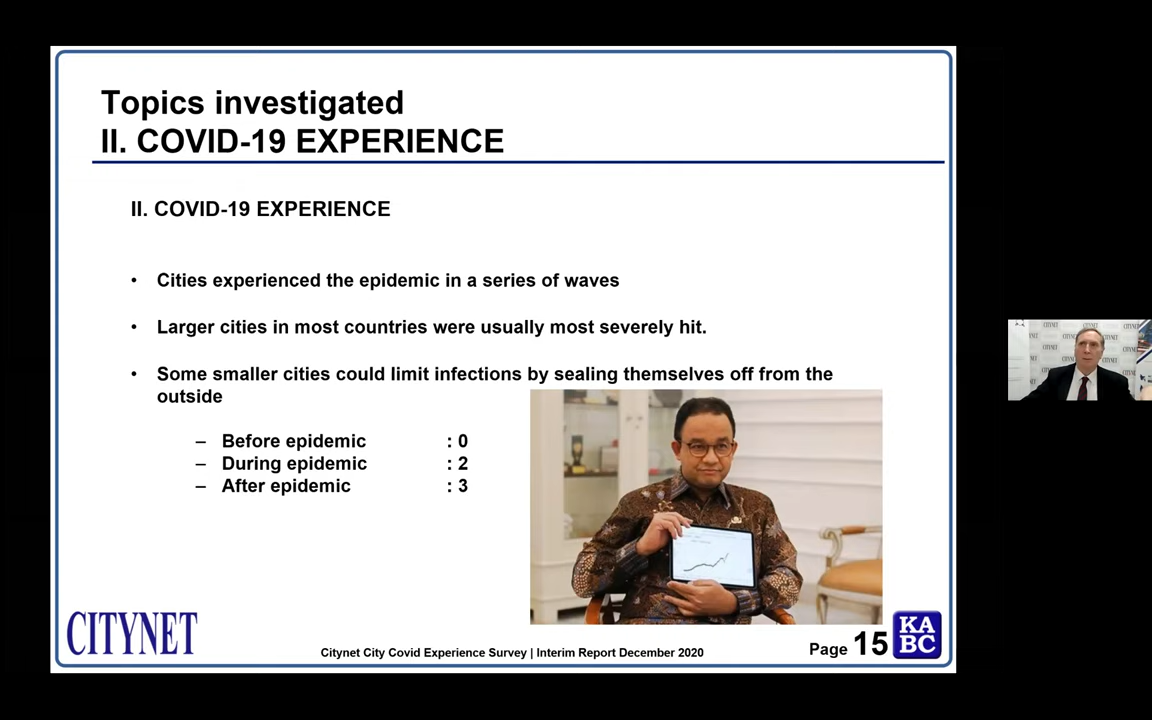 Topics investigated
II. COVID-19 EXPERIENCE
II. COVID-19 EXPERIENCE
• Cities experienced the epidemic in a series of waves
• Larger cities in most countries were usually most severely hit.
• Some smaller cities could limit infections by sealing themselves off from the
outside
– Before epidemic : 0
– During epidemic : 2
– After epidemic : 3
CITYNET
Citynet City Covid Experience Survey | Interim Report December 2020
Page 15
KA
BC